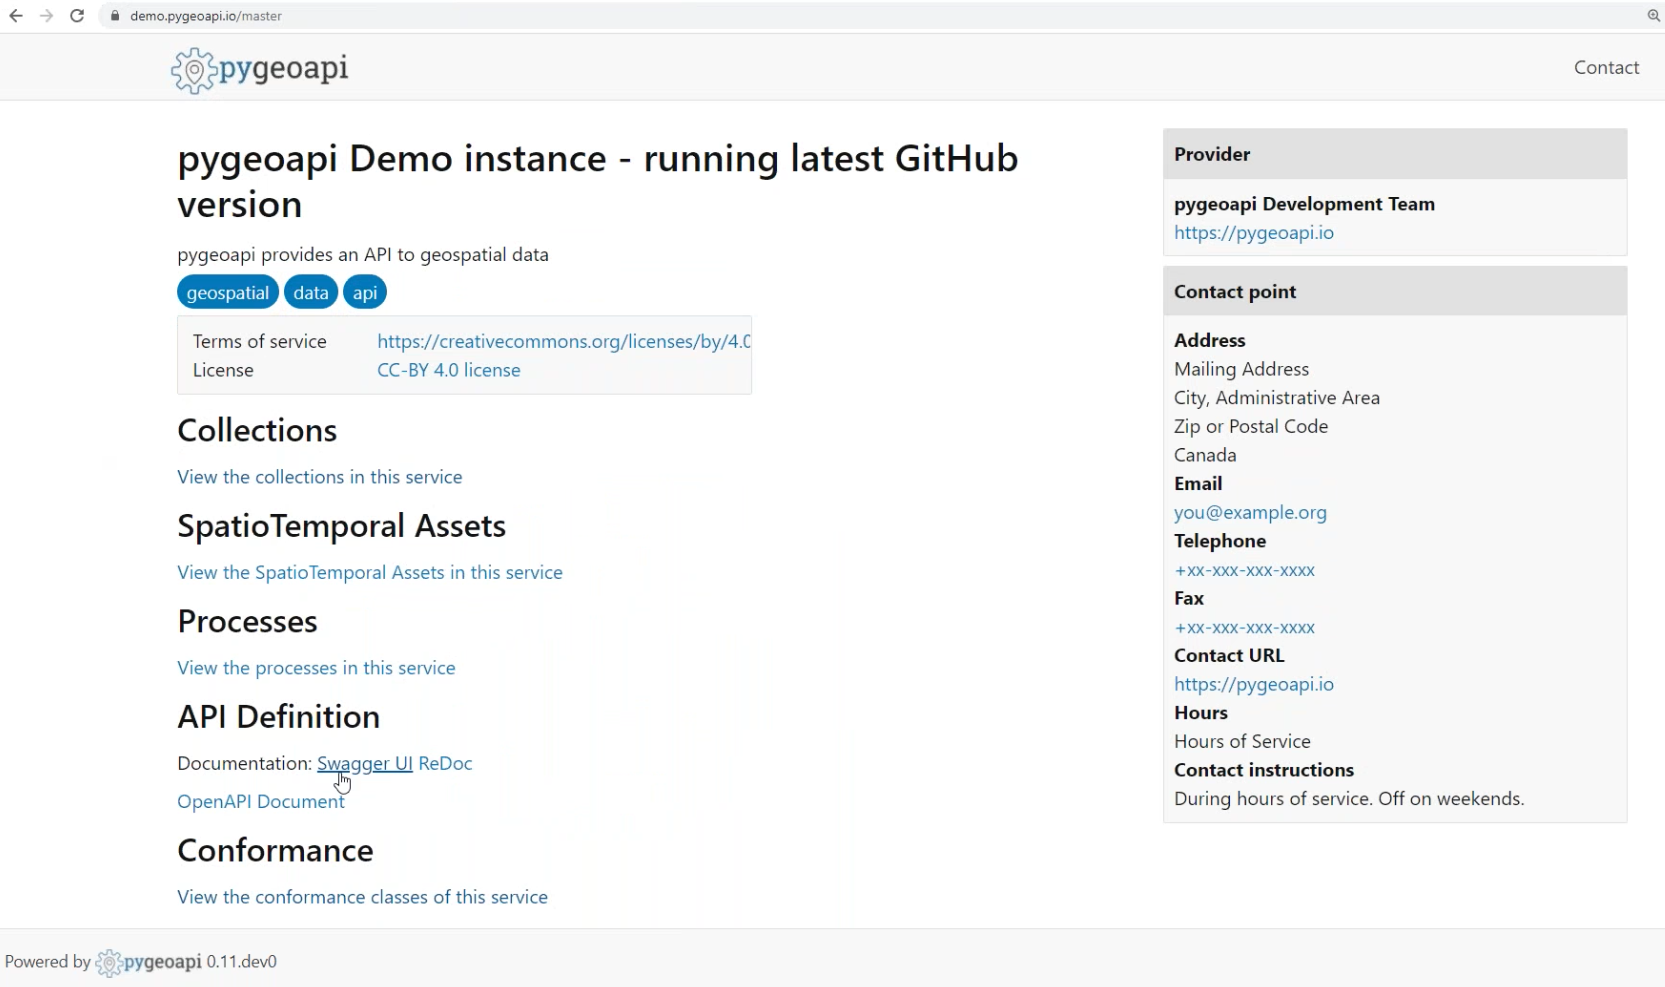 demo.pygeoapi.io/master
pygeoapi
Contact
pygeoapi Demo instance - running latest GitHub
version
pygeoapi provides an API to geospatial data
geospatial data api
Terms of service https://creativecommons.org/licenses/by/4.0
License CC-BY 4.0 license
Collections
View the collections in this service
SpatioTemporal Assets
View the SpatioTemporal Assets in this service
Processes
View the processes in this service
API Definition
Documentation: Swagger UI ReDoc
OpenAPI Document
Conformance
View the conformance classes of this service
Provider
pygeoapi Development Team
https://pygeoapi.io
Contact point
Address
Mailing Address
City, Administrative Area
Zip or Postal Code
Canada
Email
you@example.org
Telephone
+xx-xxx-xxx-xxxx
Fax
+xx-xxx-xxx-xxxx
Contact URL
https://pygeoapi.io
Hours
Hours of Service
Contact instructions
During hours of service. Off on weekends.
Powered by pygeoapi 0.11.dev0